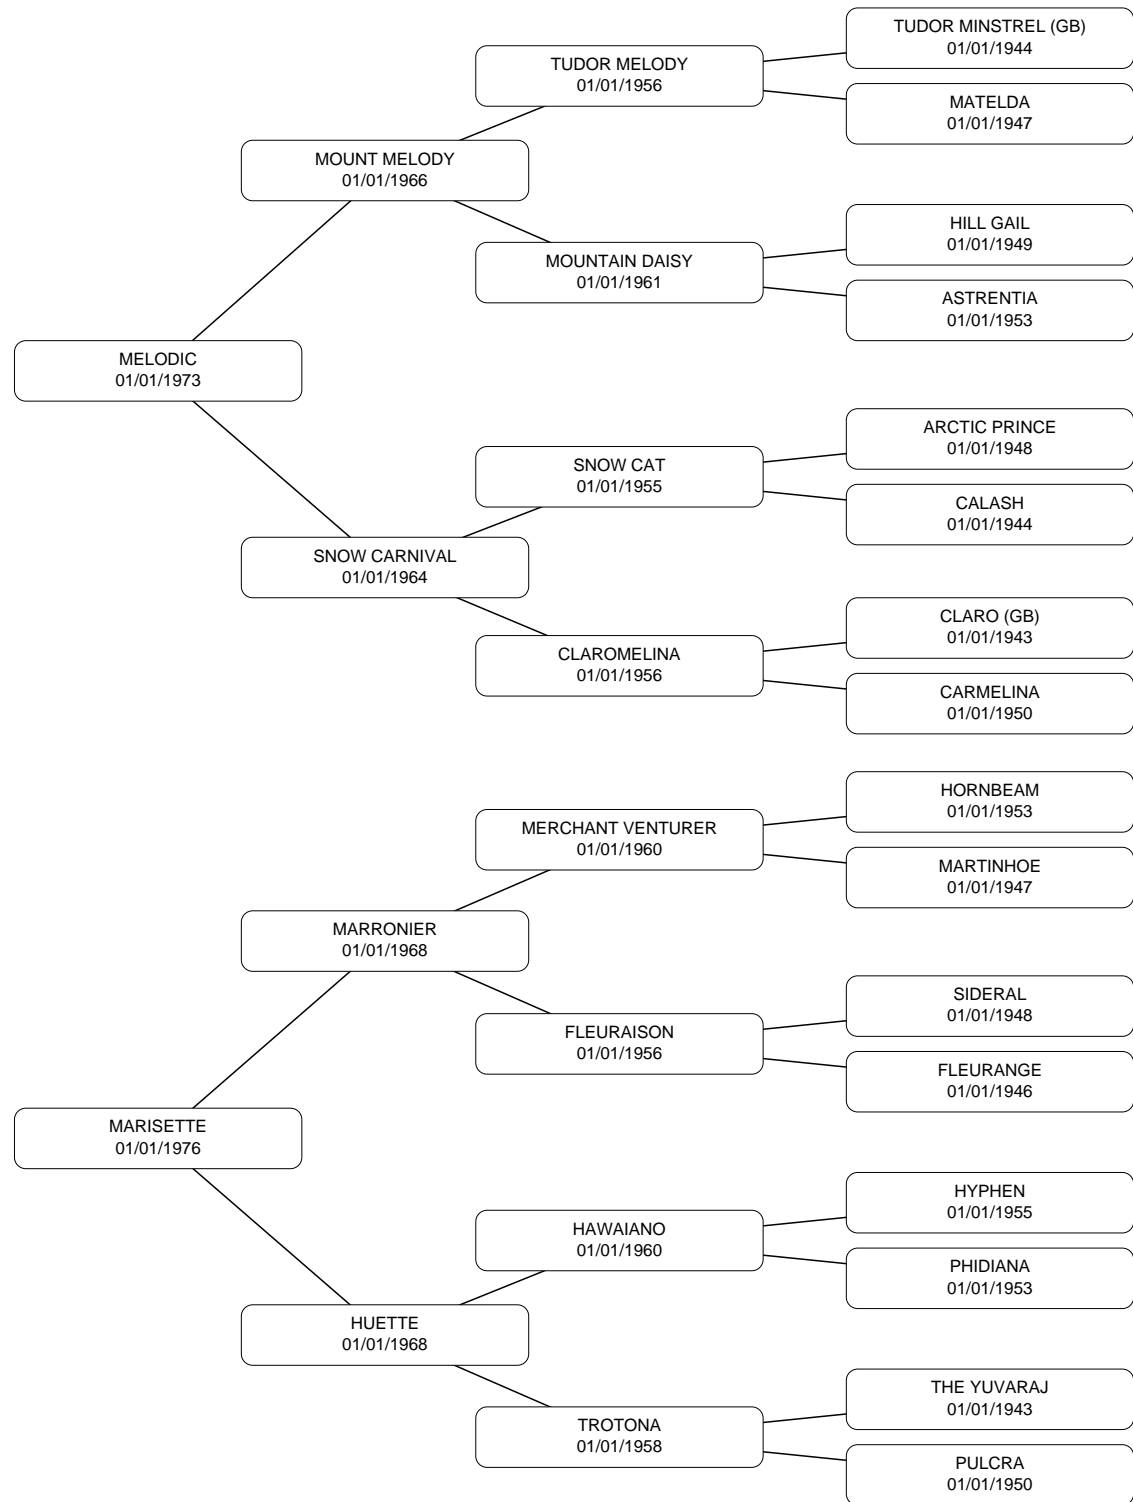 TUDOR MINSTREL (GB)
01/01/1944
TUDOR MELODY
01/01/1956
MATELDA
01/01/1947
MOUNT MELODY
01/01/1966
HILL GAIL
01/01/1949
MOUNTAIN DAISY
01/01/1961
ASTRENTIA
01/01/1953
MELODIC
01/01/1973
ARCTIC PRINCE
01/01/1948
SNOW CAT
01/01/1955
CALASH
01/01/1944
SNOW CARNIVAL
01/01/1964
CLARO (GB)
01/01/1943
CLAROMELINA
01/01/1956
CARMELINA
01/01/1950
HORNBEAM
01/01/1953
MERCHANT VENTURER
01/01/1960
MARTINHOE
01/01/1947
MARRONIER
01/01/1968
SIDERAL
01/01/1948
FLEURAISON
01/01/1956
FLEURANGE
01/01/1946
MARISETTE
01/01/1976
HYPHEN
01/01/1955
HAWAIANO
01/01/1960
PHIDIANA
01/01/1953
HUETTE
01/01/1968
THE YUVARAJ
01/01/1943
TROTONA
01/01/1958
PULCRA
01/01/1950